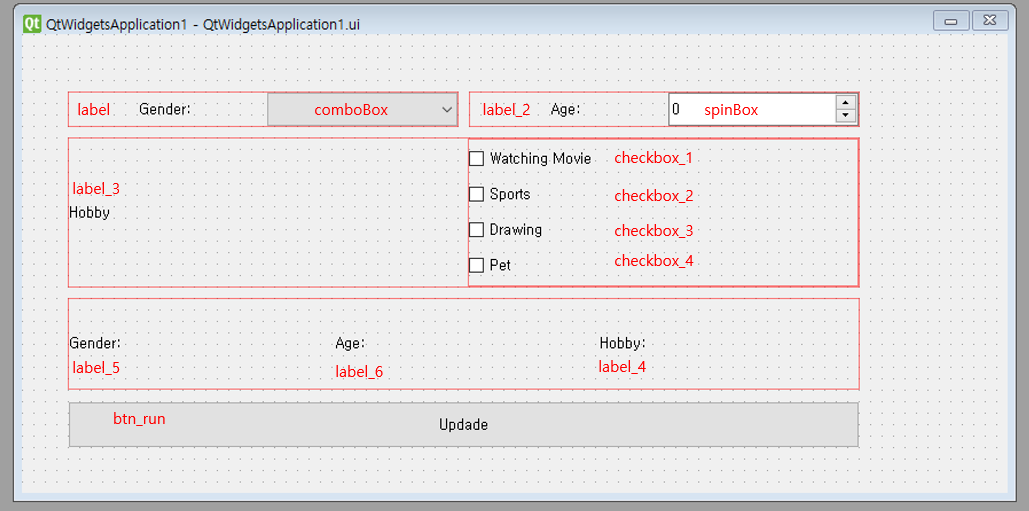 Qt QtWidgetsApplication1 - QtWidgetsApplication1.ui
label Gender: comboBox label_2 Age: 0 spinBox
Watching Movie checkbox_1
label_3
Sports checkbox_2
Hobby
Drawing checkbox_3
Pet checkbox_4
Gender: Age: Hobby:
label_5 label_6 label_4
btn_run Updade